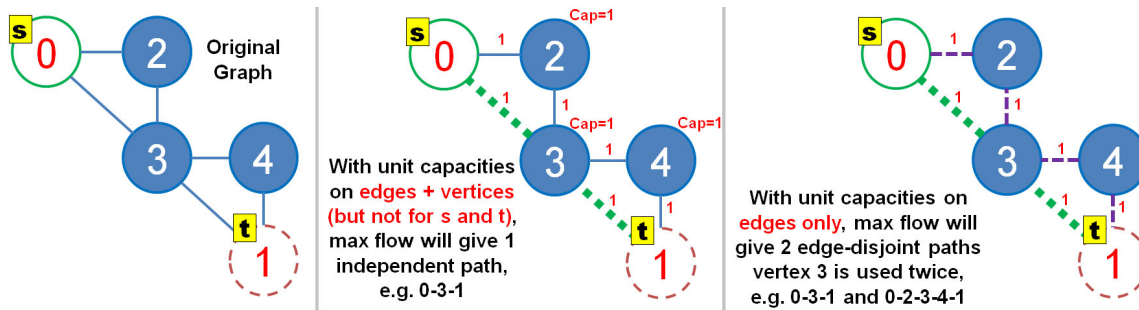 s
0
2
Original
Graph
3
4
t
1
Cap=1
s
0
1
2
1
1
Cap=1
Cap=1
3
1
4
With unit capacities
on edges + vertices
(but not for s and t),
max flow will give 1
independent path,
e.g. 0-3-1
1
1
t
1
s
0
1
2
1
1
3
1
4
With unit capacities on
edges only, max flow will
give 2 edge-disjoint paths
vertex 3 is used twice,
e.g. 0-3-1 and 0-2-3-4-1
1
1
t
1